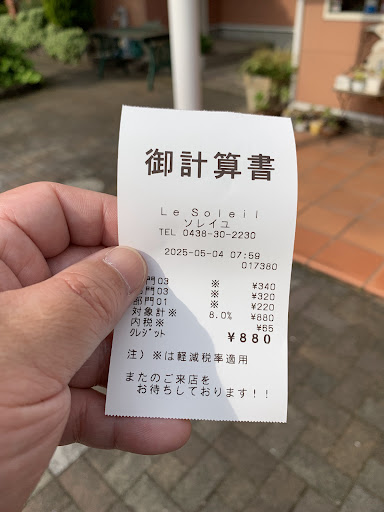 御計算書
Le Soleil
ソレイユ
TEL 0438-30-2230
2025-05-04 07:59
017380
門03 ※ ¥340
門03 ※ ¥320
部門01 ※ ¥220
対象計※ 8.0% ¥880
内税※ ¥65
クレジット ¥880
注)※は軽減税率適用
またのご来店を
お待ちしております!!